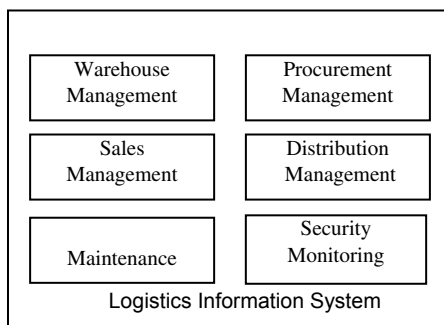 Warehouse
Management
Procurement
Management
Sales
Management
Distribution
Management
Maintenance
Security
Monitoring
Logistics Information System